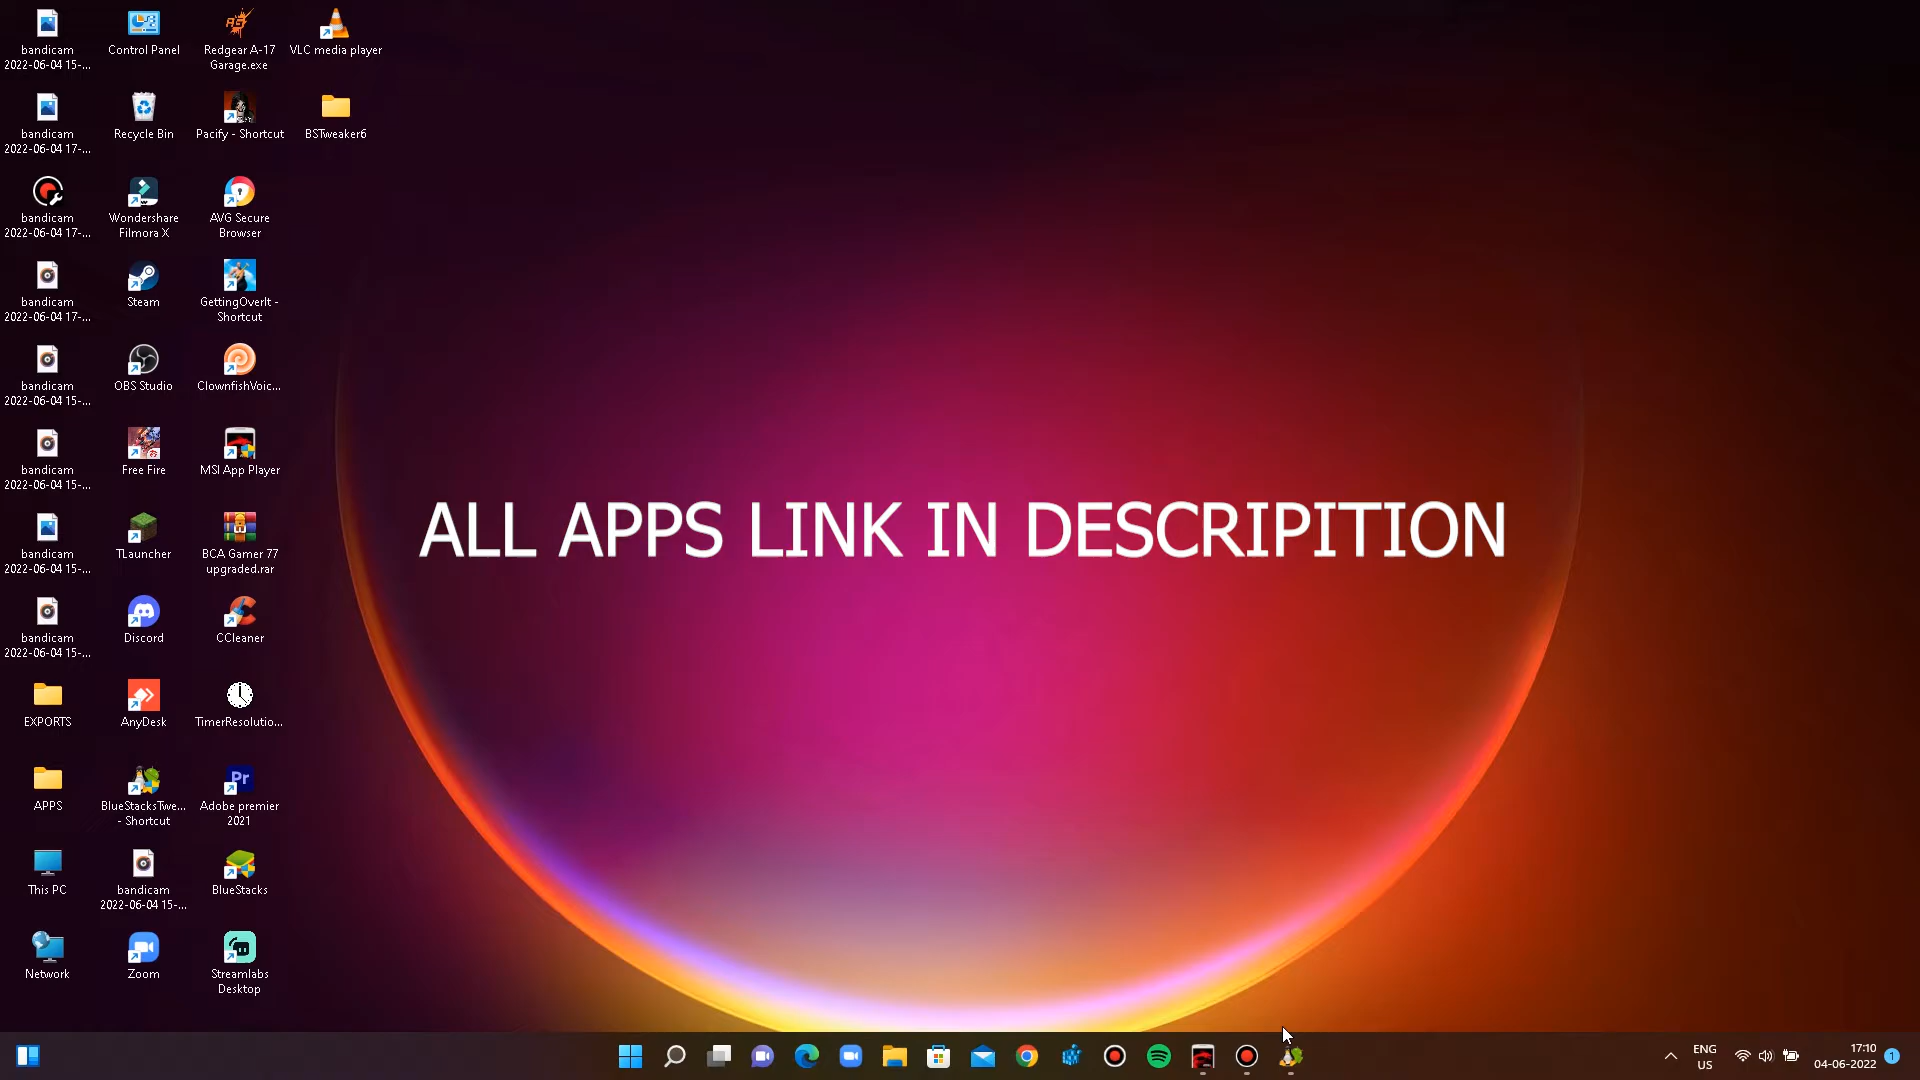 bandicam
2022-06-04 15-...
Control Panel
Redgear A-17
Garage.exe
VLC media player
bandicam
2022-06-04 17-...
Recycle Bin
Pacify - Shortcut
BSTweaker6
bandicam
2022-06-04 17-...
Wondershare
Filmora X
AVG Secure
Browser
bandicam
2022-06-04 17-...
Steam
GettingOverIt -
Shortcut
bandicam
2022-06-04 15-...
OBS Studio
ClownfishVoic...
bandicam
2022-06-04 15-...
Free Fire
MSI App Player
ALL APPS LINK IN DESCRIPITION
bandicam
2022-06-04 15-...
TLauncher
BCA Gamer 77
upgraded.rar
bandicam
2022-06-04 15-...
Discord
CCleaner
EXPORTS
AnyDesk
TimerResolutio...
APPS
BlueStacksTwe...
- Shortcut
Pr
Adobe premier
2021
This PC
bandicam
2022-06-04 15-...
BlueStacks
Network
Zoom
Streamlabs
Desktop
ENG
US
17:10
04-06-2022
1